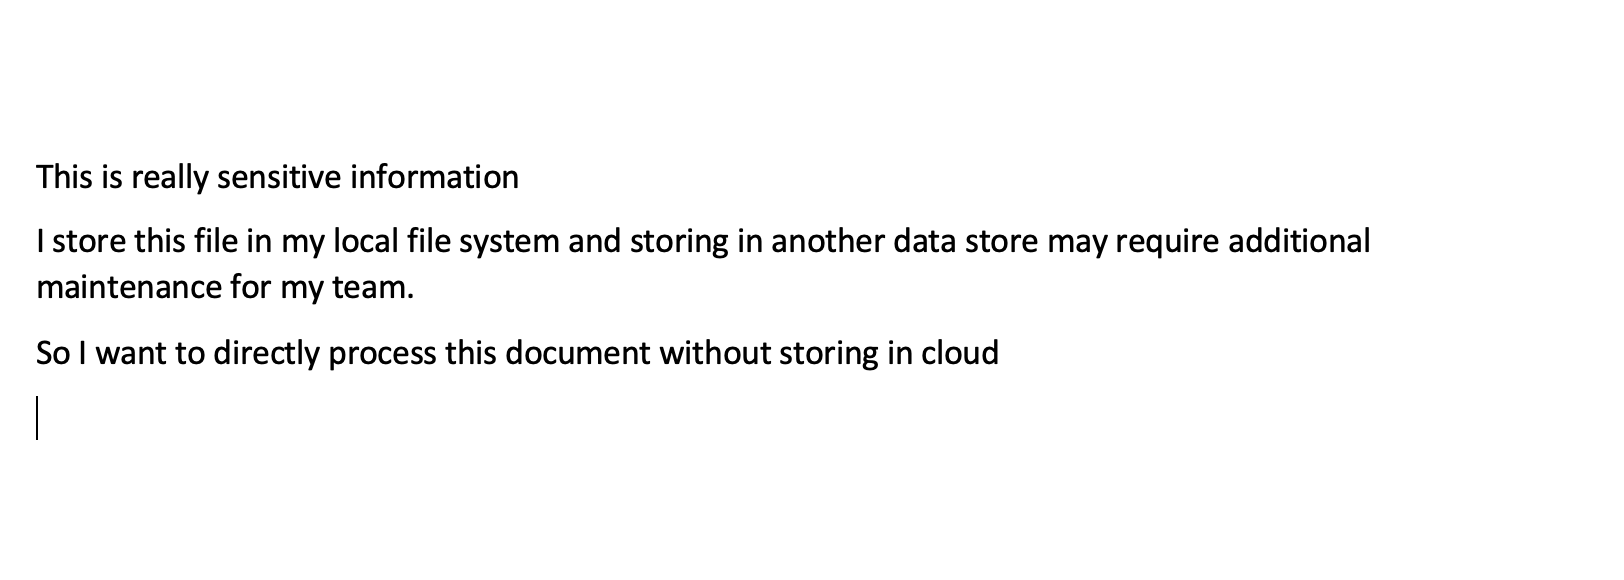 This is really sensitive information
I store this file in my local file system and storing in another data store may require additional
maintenance for my team.
So I want to directly process this document without storing in cloud